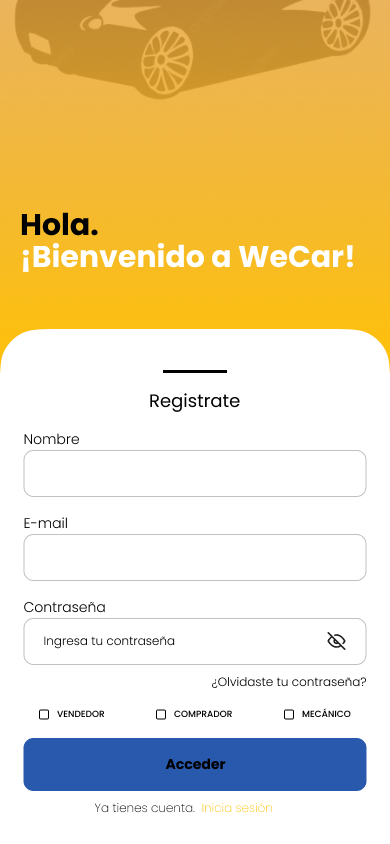 Hola.
¡Bienvenido a WeCar!
Registrate
Nombre
E-mail
Contraseña
Ingresa tu contraseña
¿Olvidaste tu contraseña?
VENDEDOR COMPRADOR MECÁNICO
Acceder
Ya tienes cuenta. Inicia sesión